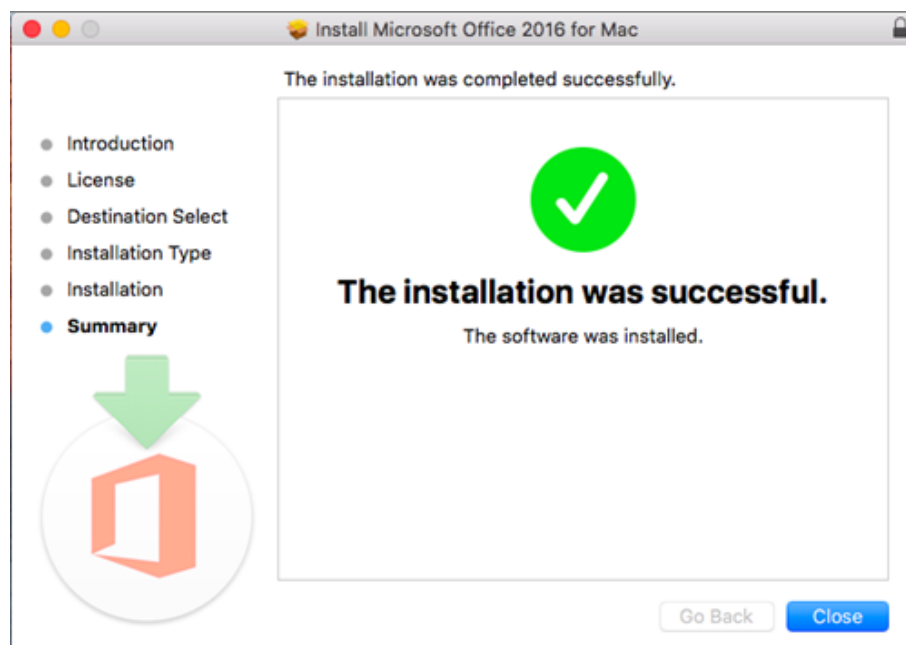 Install Microsoft Office 2016 for Mac
The installation was completed successfully.
Introduction
License
Destination Select
Installation Type
Installation
Summary
The installation was successful.
The software was installed.
Go Back
Close